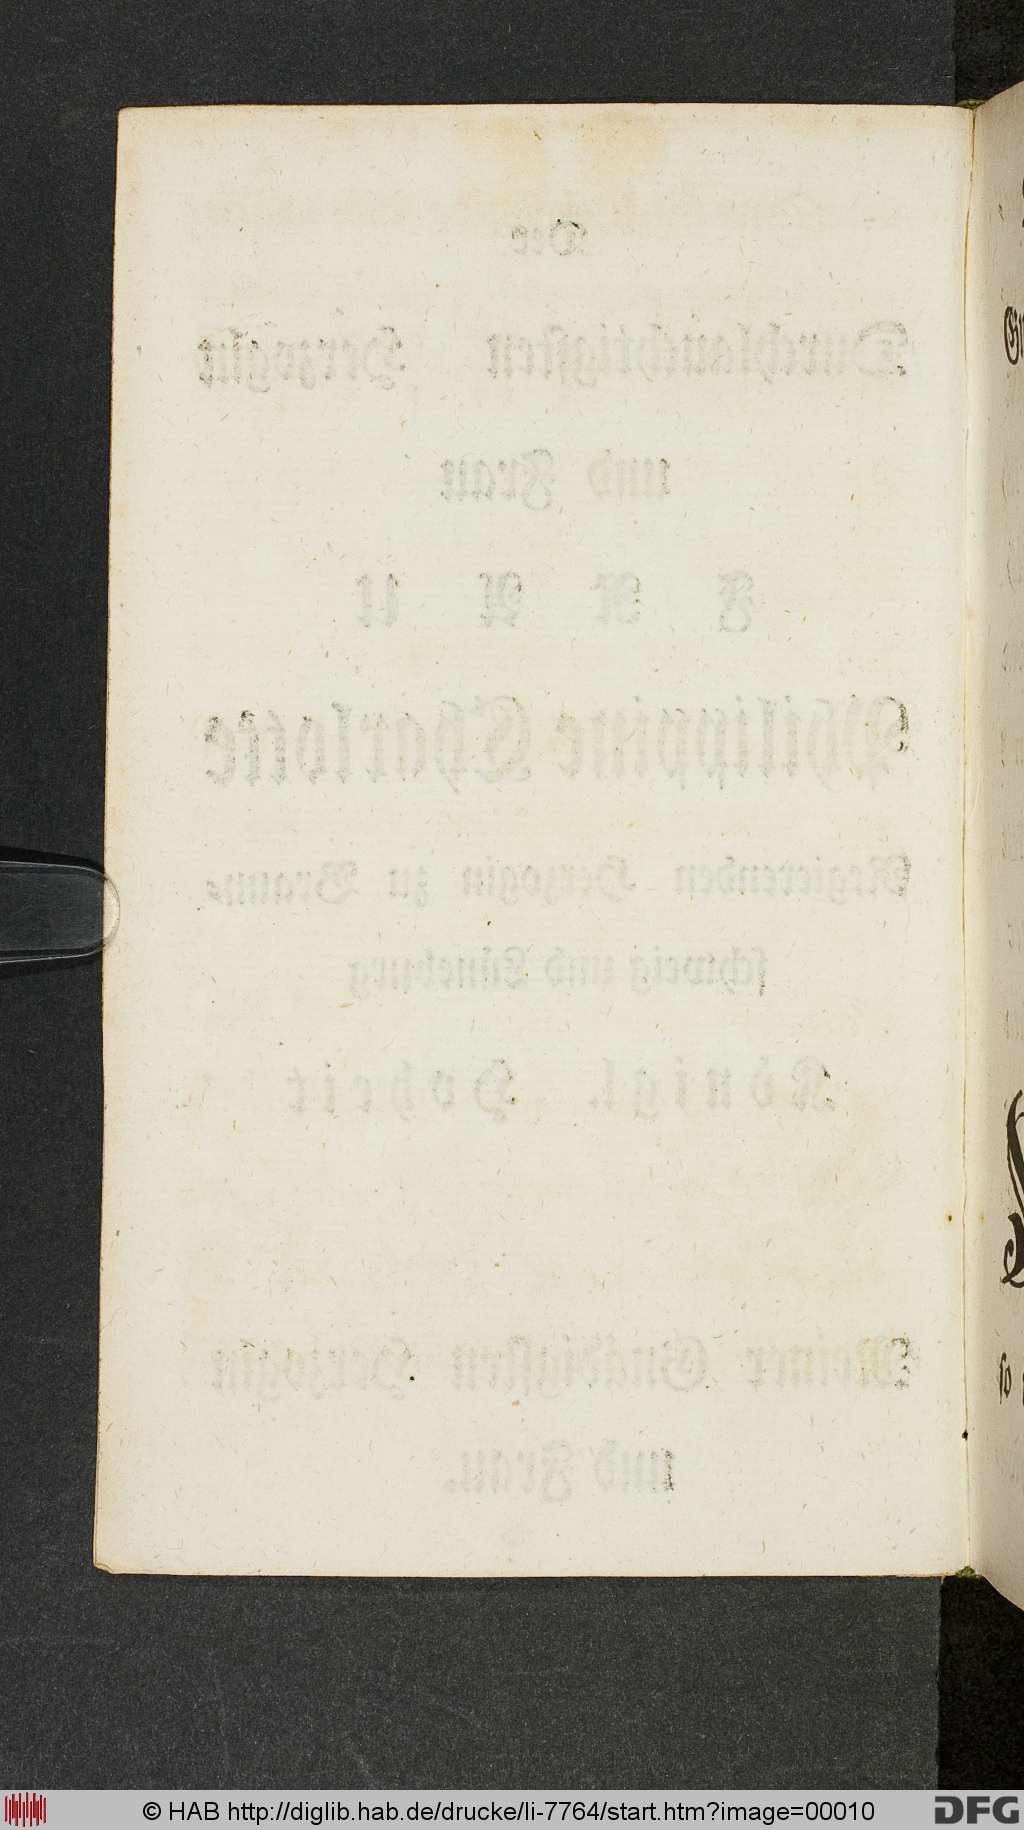 Der
Durchlauchtigsten Herzogin
und Frau
F R A U
Philippine Charlotte
Regierenden Herzogin zu Braun⸗
schweig und Lüneburg
Königl. Hoheit
Meiner Gnädigsten Herzogin
und Frau.
so
© HAB http://diglib.hab.de/drucke/li-7764/start.htm?image=00010
DFG